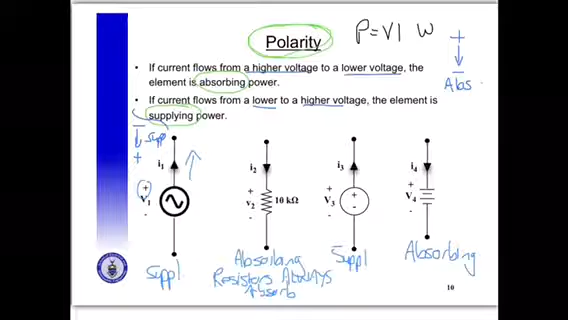 Polarity
P=VI W
+
• If current flows from a higher voltage to a lower voltage, the
element is absorbing power.
-
Abs
• If current flows from a lower to a higher voltage, the element is
supplying power.
-
Suppl
+
i₁
i₂
i₃
i₄
+
V₁
-
+
v₂
-
10 kΩ
+
V₃
-
+
-
+
V₄
-
Suppl
Absorbing
Resistors ALWAYS
Absorb
Suppl
Absorbing
10